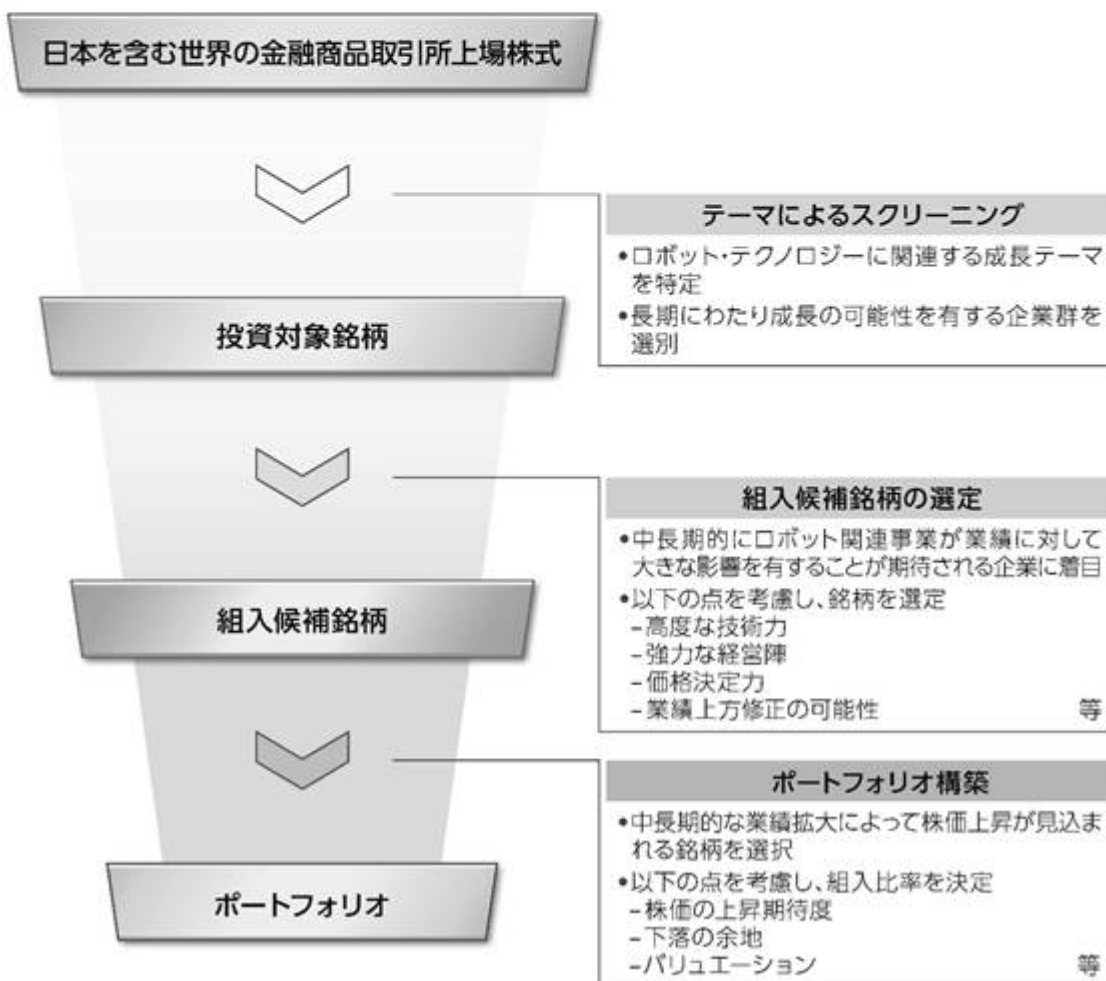 日本を含む世界の金融商品取引所上場株式
テーマによるスクリーニング
•ロボット・テクノロジーに関連する成長テーマ
を特定
•長期にわたり成長の可能性を有する企業群を
選別
投資対象銘柄
組入候補銘柄の選定
•中長期的にロボット関連事業が業績に対して
大きな影響を有することが期待される企業に着目
•以下の点を考慮し、銘柄を選定
–高度な技術力
–強力な経営陣
–価格決定力
–業績上方修正の可能性 等
組入候補銘柄
ポートフォリオ構築
•中長期的な業績拡大によって株価上昇が見込ま
れる銘柄を選択
•以下の点を考慮し、組入比率を決定
–株価の上昇期待度
–下落の余地
–バリュエーション 等
ポートフォリオ